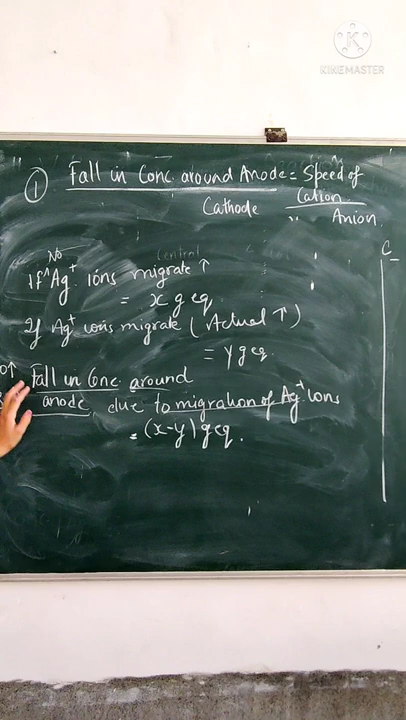 KINEMASTER
① Fall in Conc. around Anode = Speed of Cation
Cathode " Anion
No
If ^ Ag+ ions migrate ↑
= x g eq
If Ag+ ions migrate (Actual ↑)
= y g eq
Fall in Conc. around
anode due to migration of Ag+ ions
= (x-y) g eq.